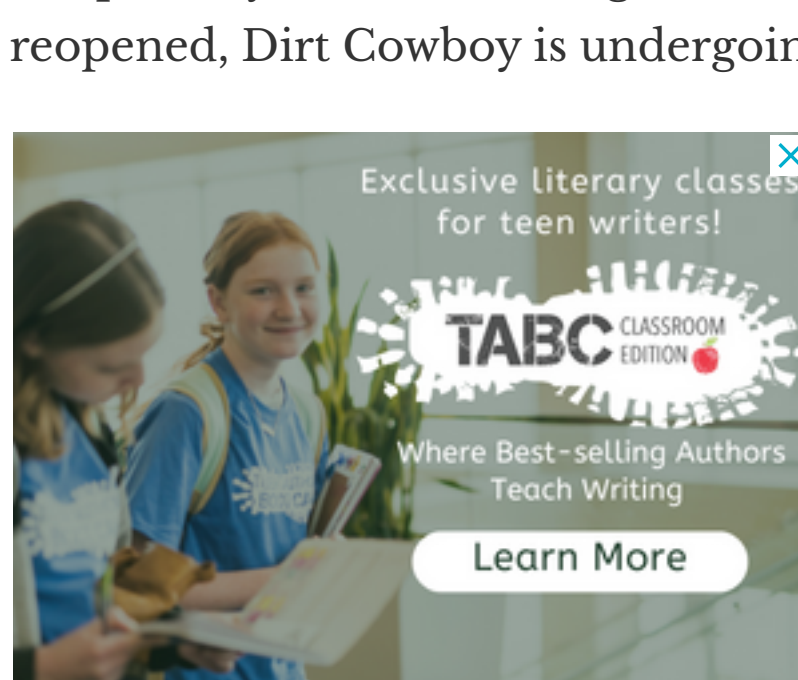 reopened, Dirt Cowboy is undergoin
Exclusive literary classes
for teen writers!
TABC CLASSROOM
EDITION
Where Best-selling Authors
Teach Writing
Learn More